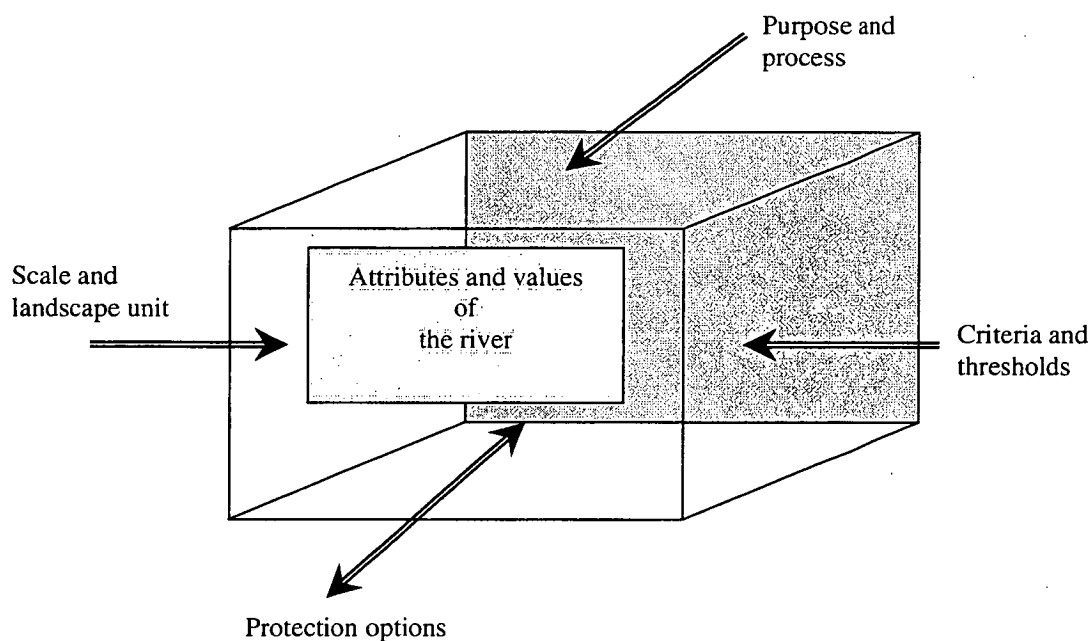 Purpose and
process
Scale and
landscape unit
Attributes and values
of
the river
Criteria and
thresholds
Protection options